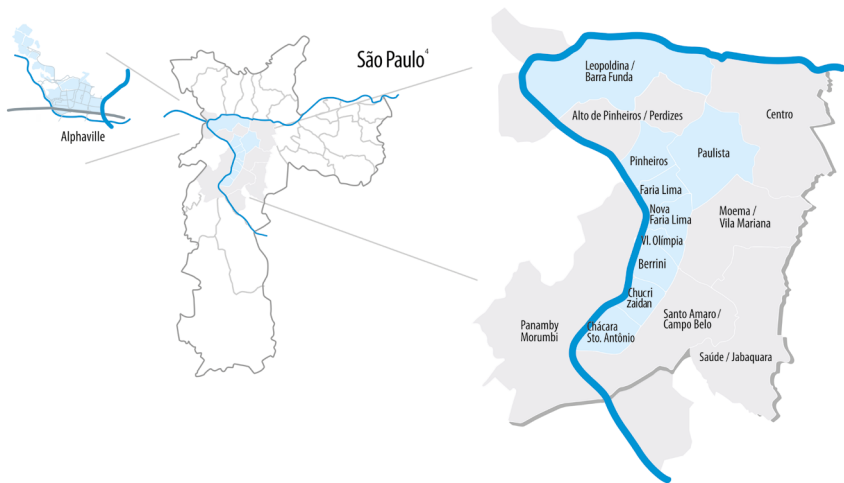 São Paulo4
Alphaville
Leopoldina /
Barra Funda
Alto de Pinheiros / Perdizes
Centro
Pinheiros
Paulista
Faria Lima
Nova
Faria Lima
Moema /
Vila Mariana
Vl. Olímpia
Berrini
Chucri
Zaidan
Santo Amaro /
Campo Belo
Panamby
Morumbi
Chácara
Sto. Antônio
Saúde / Jabaquara